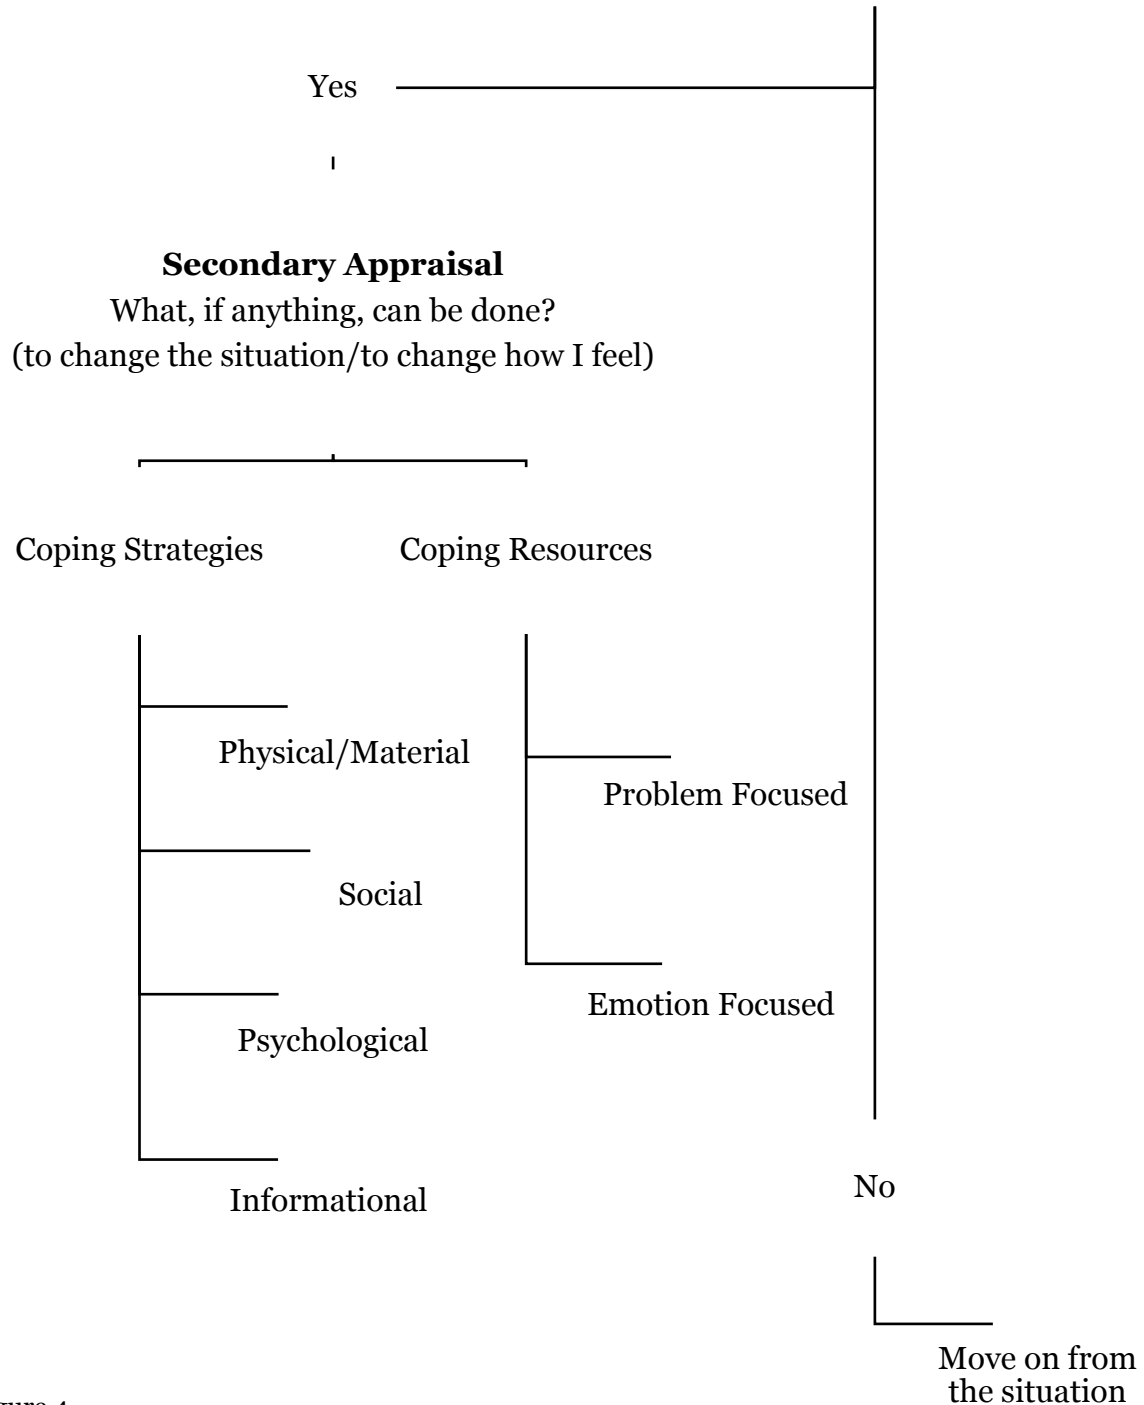 Yes
Secondary Appraisal
What, if anything, can be done?
(to change the situation/to change how I feel)
Coping Strategies
Coping Resources
Physical/Material
Problem Focused
Social
Emotion Focused
Psychological
Informational
No
Move on from
the situation